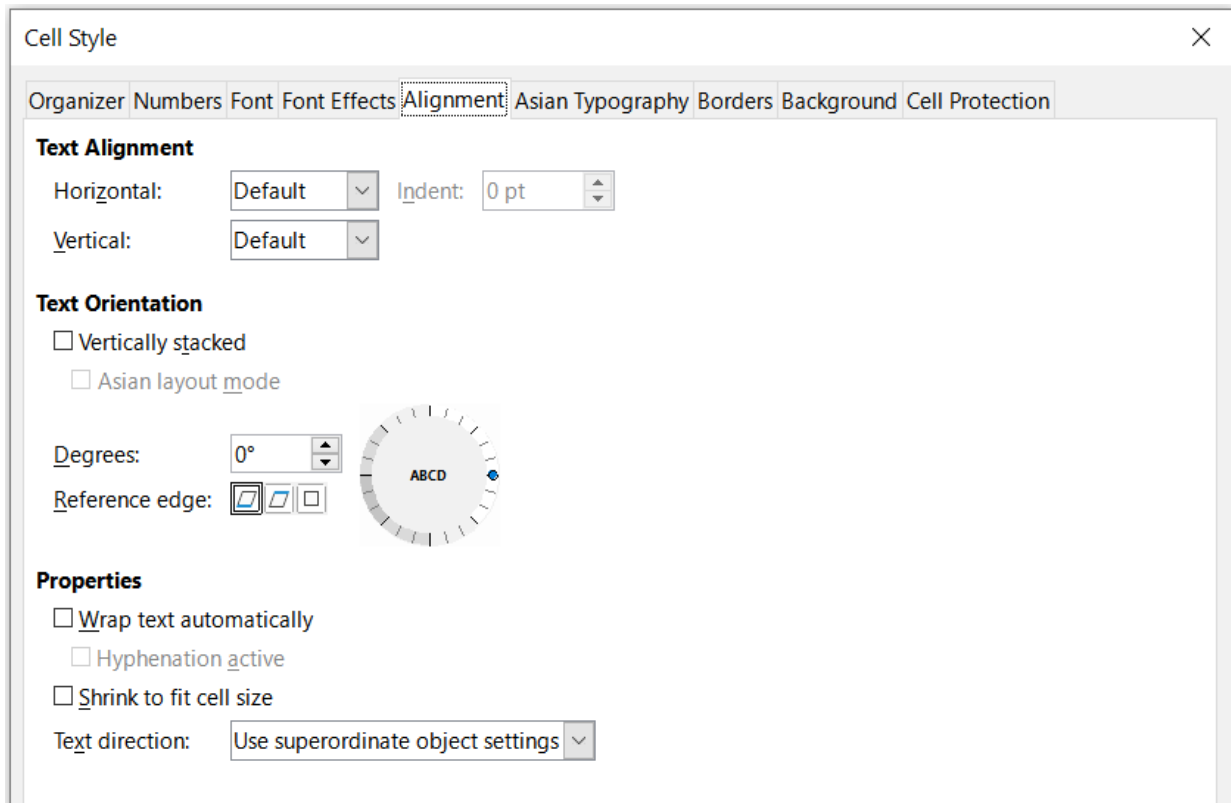 Cell Style
Organizer Numbers Font Font Effects Alignment Asian Typography Borders Background Cell Protection
Text Alignment
Horizontal: Default Indent: 0 pt
Vertical: Default
Text Orientation
Vertically stacked
Asian layout mode
Degrees: 0° ABCD
Reference edge:
Properties
Wrap text automatically
Hyphenation active
Shrink to fit cell size
Text direction: Use superordinate object settings